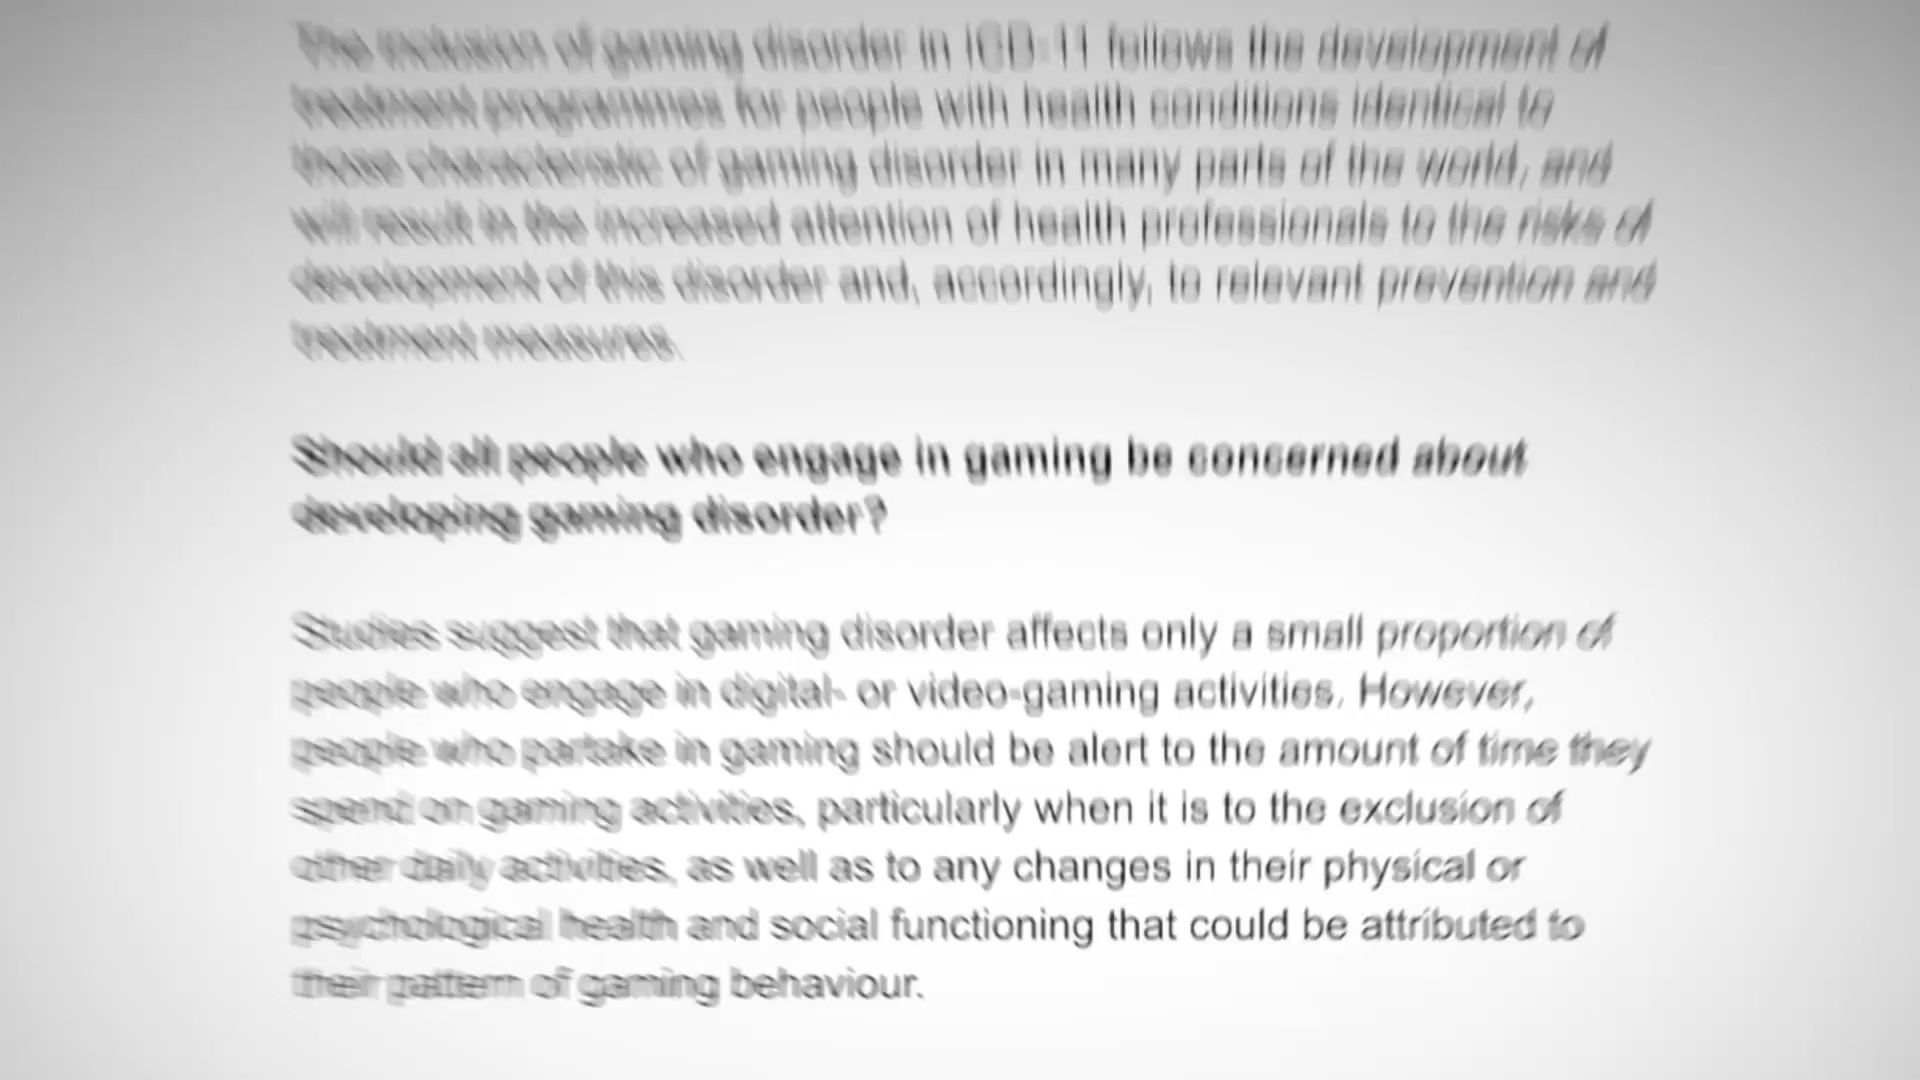 The inclusion of gaming disorder in ICD-11 follows the development of
treatment programmes for people with health conditions identical to
those characteristic of gaming disorder in many parts of the world, and
will result in the increased attention of health professionals to the risks of
development of this disorder and, accordingly, to relevant prevention and
treatment measures.
Should all people who engage in gaming be concerned about
developing gaming disorder?
Studies suggest that gaming disorder affects only a small proportion of
people who engage in digital- or video-gaming activities. However,
people who partake in gaming should be alert to the amount of time they
spend on gaming activities, particularly when it is to the exclusion of
other daily activities, as well as to any changes in their physical or
psychological health and social functioning that could be attributed to
their pattern of gaming behaviour.